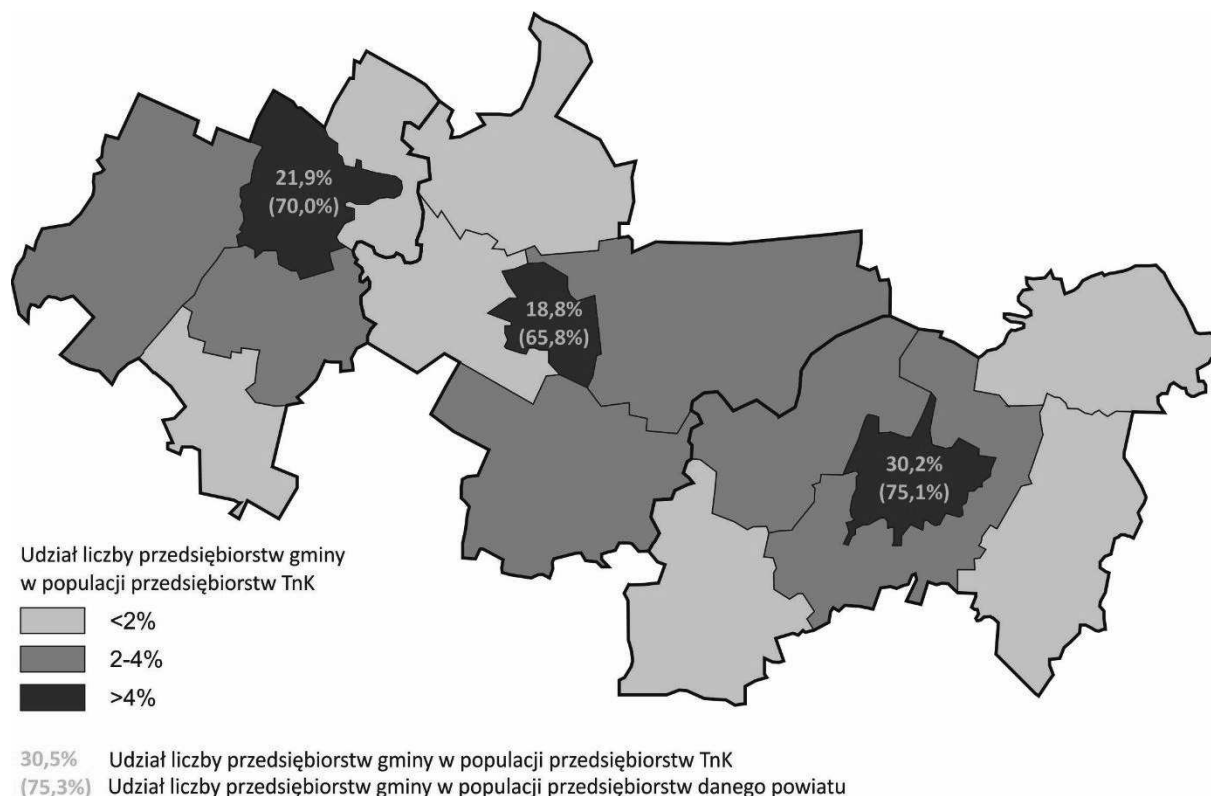 21,9%
(70,0%)
18,8%
(65,8%)
30,2%
(75,1%)
Udział liczby przedsiębiorstw gminy
w populacji przedsiębiorstw TnK
<2%
2-4%
>4%
30,5% Udział liczby przedsiębiorstw gminy w populacji przedsiębiorstw TnK
(75,3%) Udział liczby przedsiębiorstw gminy w populacji przedsiębiorstw danego powiatu